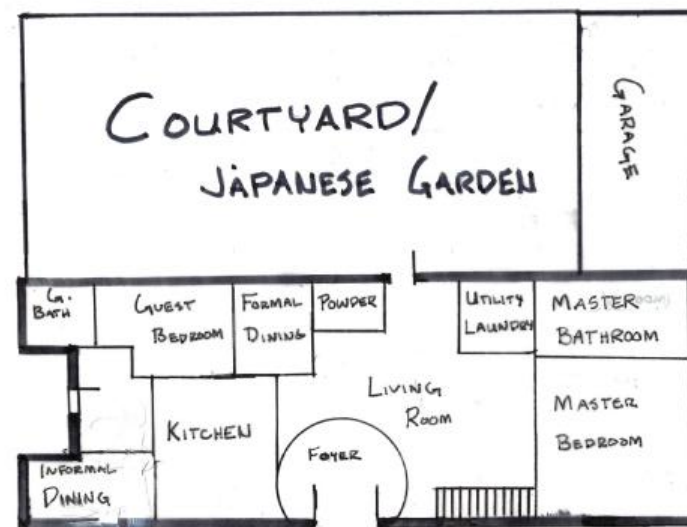 COURTYARD/
JAPANESE GARDEN
GARAGE
G.
BATH
GUEST
BEDROOM
FORMAL
DINING
POWDER
UTILITY
LAUNDRY
MASTER
BATHROOM
LIVING
ROOM
MASTER
BEDROOM
KITCHEN
FOYER
INFORMAL
DINING